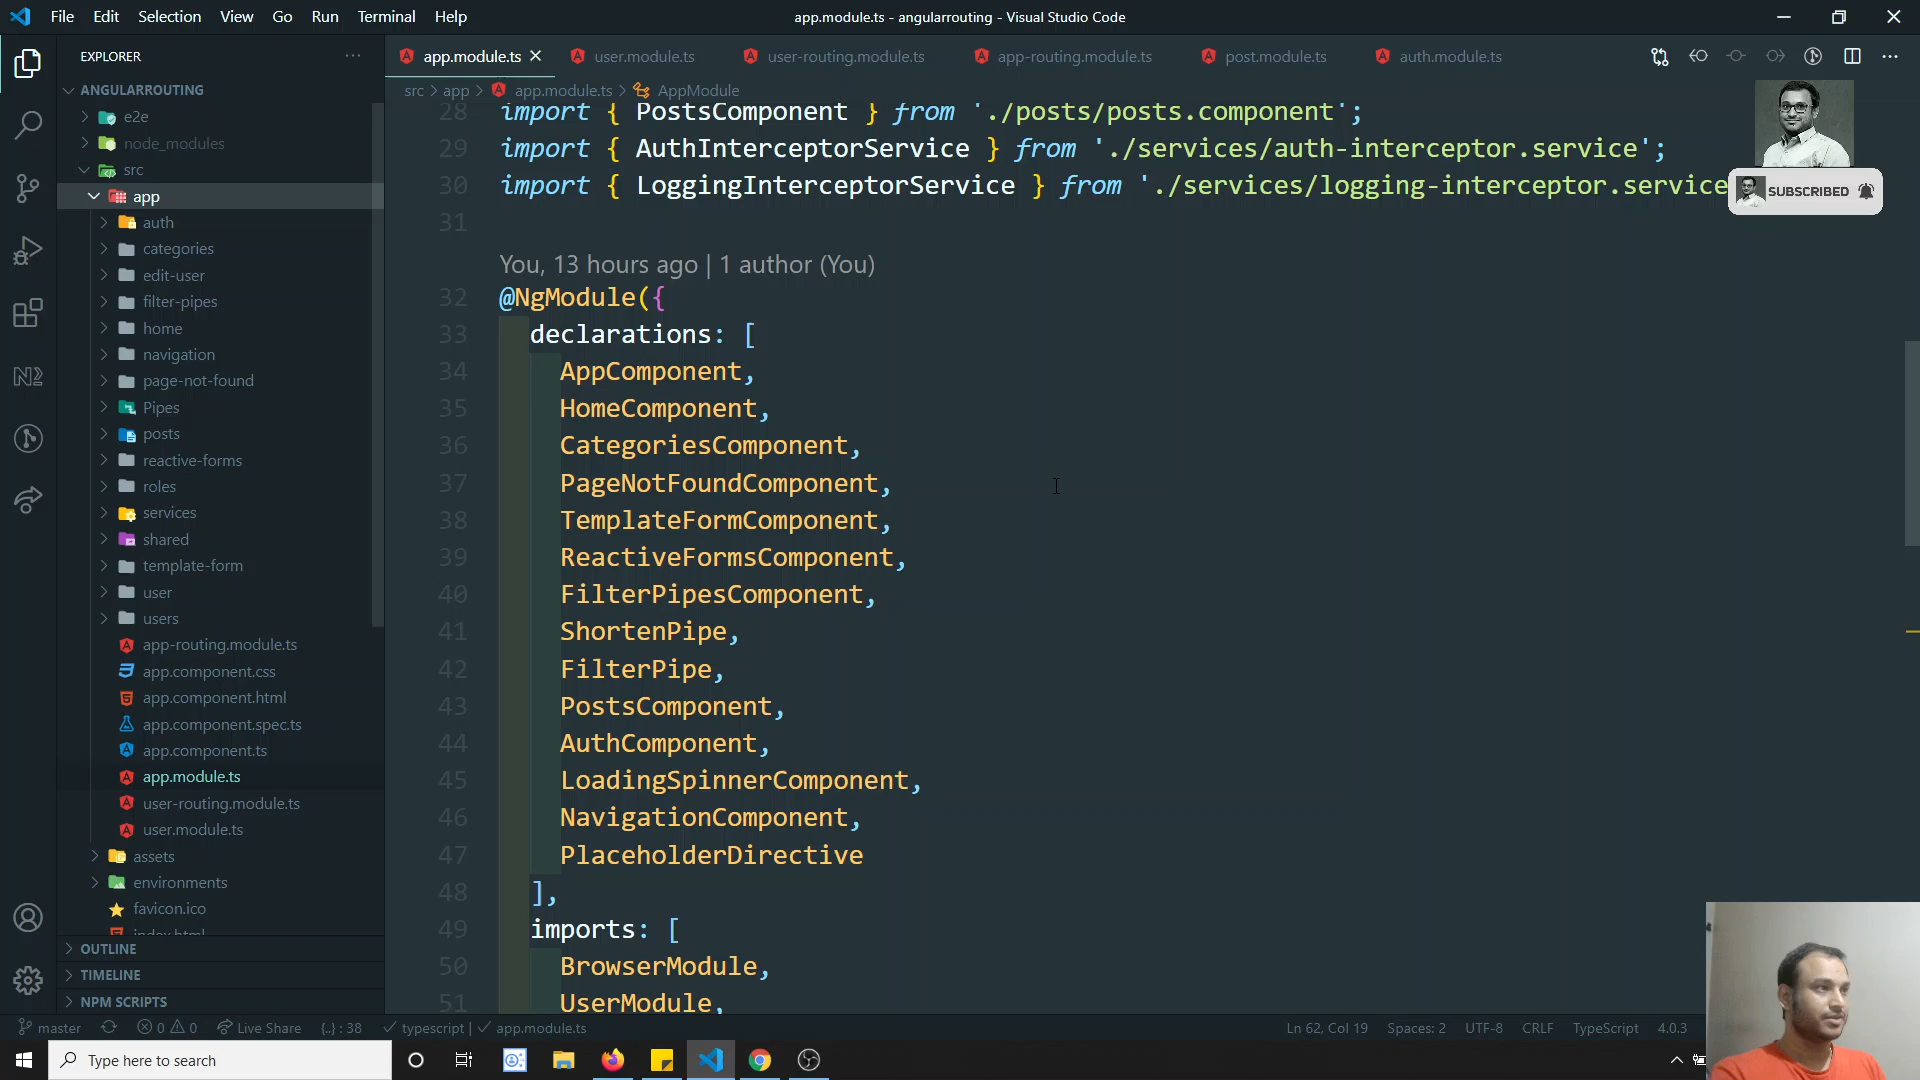 File Edit Selection View Go Run Terminal Help
app.module.ts - angularrouting - Visual Studio Code
EXPLORER
ANGULARROUTING
e2e
node_modules
src
app
auth
categories
edit-user
filter-pipes
home
navigation
page-not-found
Pipes
posts
reactive-forms
roles
services
shared
template-form
user
users
app-routing.module.ts
app.component.css
app.component.html
app.component.spec.ts
app.component.ts
app.module.ts
user-routing.module.ts
user.module.ts
assets
environments
favicon.ico
index.html
OUTLINE
TIMELINE
NPM SCRIPTS
app.module.ts user.module.ts user-routing.module.ts app-routing.module.ts post.module.ts auth.module.ts
src > app > app.module.ts > AppModule
28 import { PostsComponent } from './posts/posts.component';
29 import { AuthInterceptorService } from './services/auth-interceptor.service';
30 import { LoggingInterceptorService } from './services/logging-interceptor.service
31
You, 13 hours ago | 1 author (You)
32 @NgModule({
33 declarations: [
34 AppComponent,
35 HomeComponent,
36 CategoriesComponent,
37 PageNotFoundComponent,
38 TemplateFormComponent,
39 ReactiveFormsComponent,
40 FilterPipesComponent,
41 ShortenPipe,
42 FilterPipe,
43 PostsComponent,
44 AuthComponent,
45 LoadingSpinnerComponent,
46 NavigationComponent,
47 PlaceholderDirective
48 ],
49 imports: [
50 BrowserModule,
51 UserModule,
SUBSCRIBED
master 0 0 Live Share {..} : 38 typescript | app.module.ts
Ln 62, Col 19 Spaces: 2 UTF-8 CRLF TypeScript 4.0.3
Type here to search